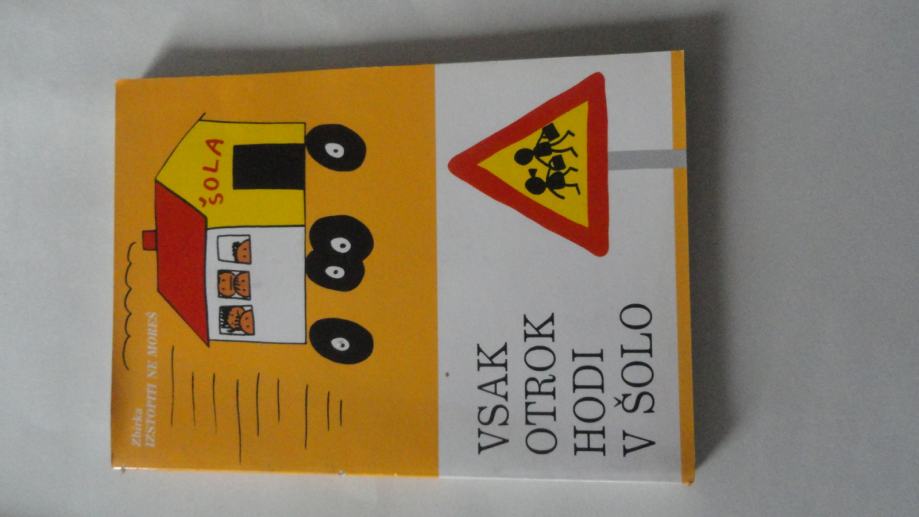 Zbirka
IZSTOPITI NE MOREŠ
ŠOLA
VSAK
OTROK
HODI
V ŠOLO